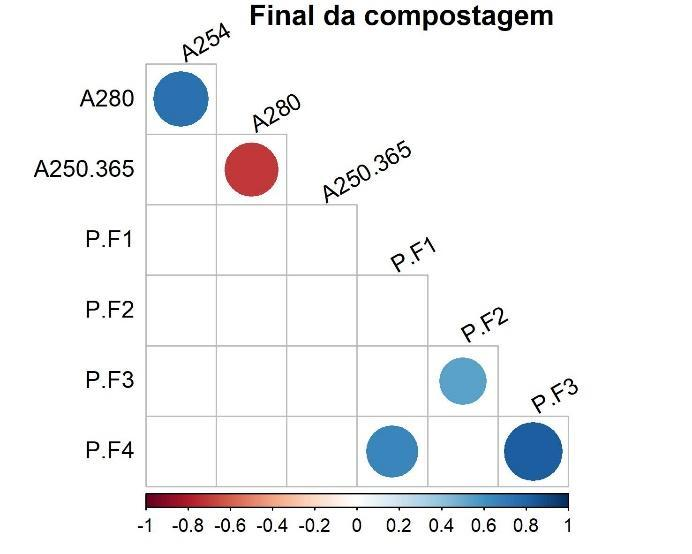 Final da compostagem
A254
A280
A280
A250.365
A250.365
P.F1
P.F1
P.F2
P.F2
P.F3
P.F3
P.F4
-1 -0.8 -0.6 -0.4 -0.2 0 0.2 0.4 0.6 0.8 1